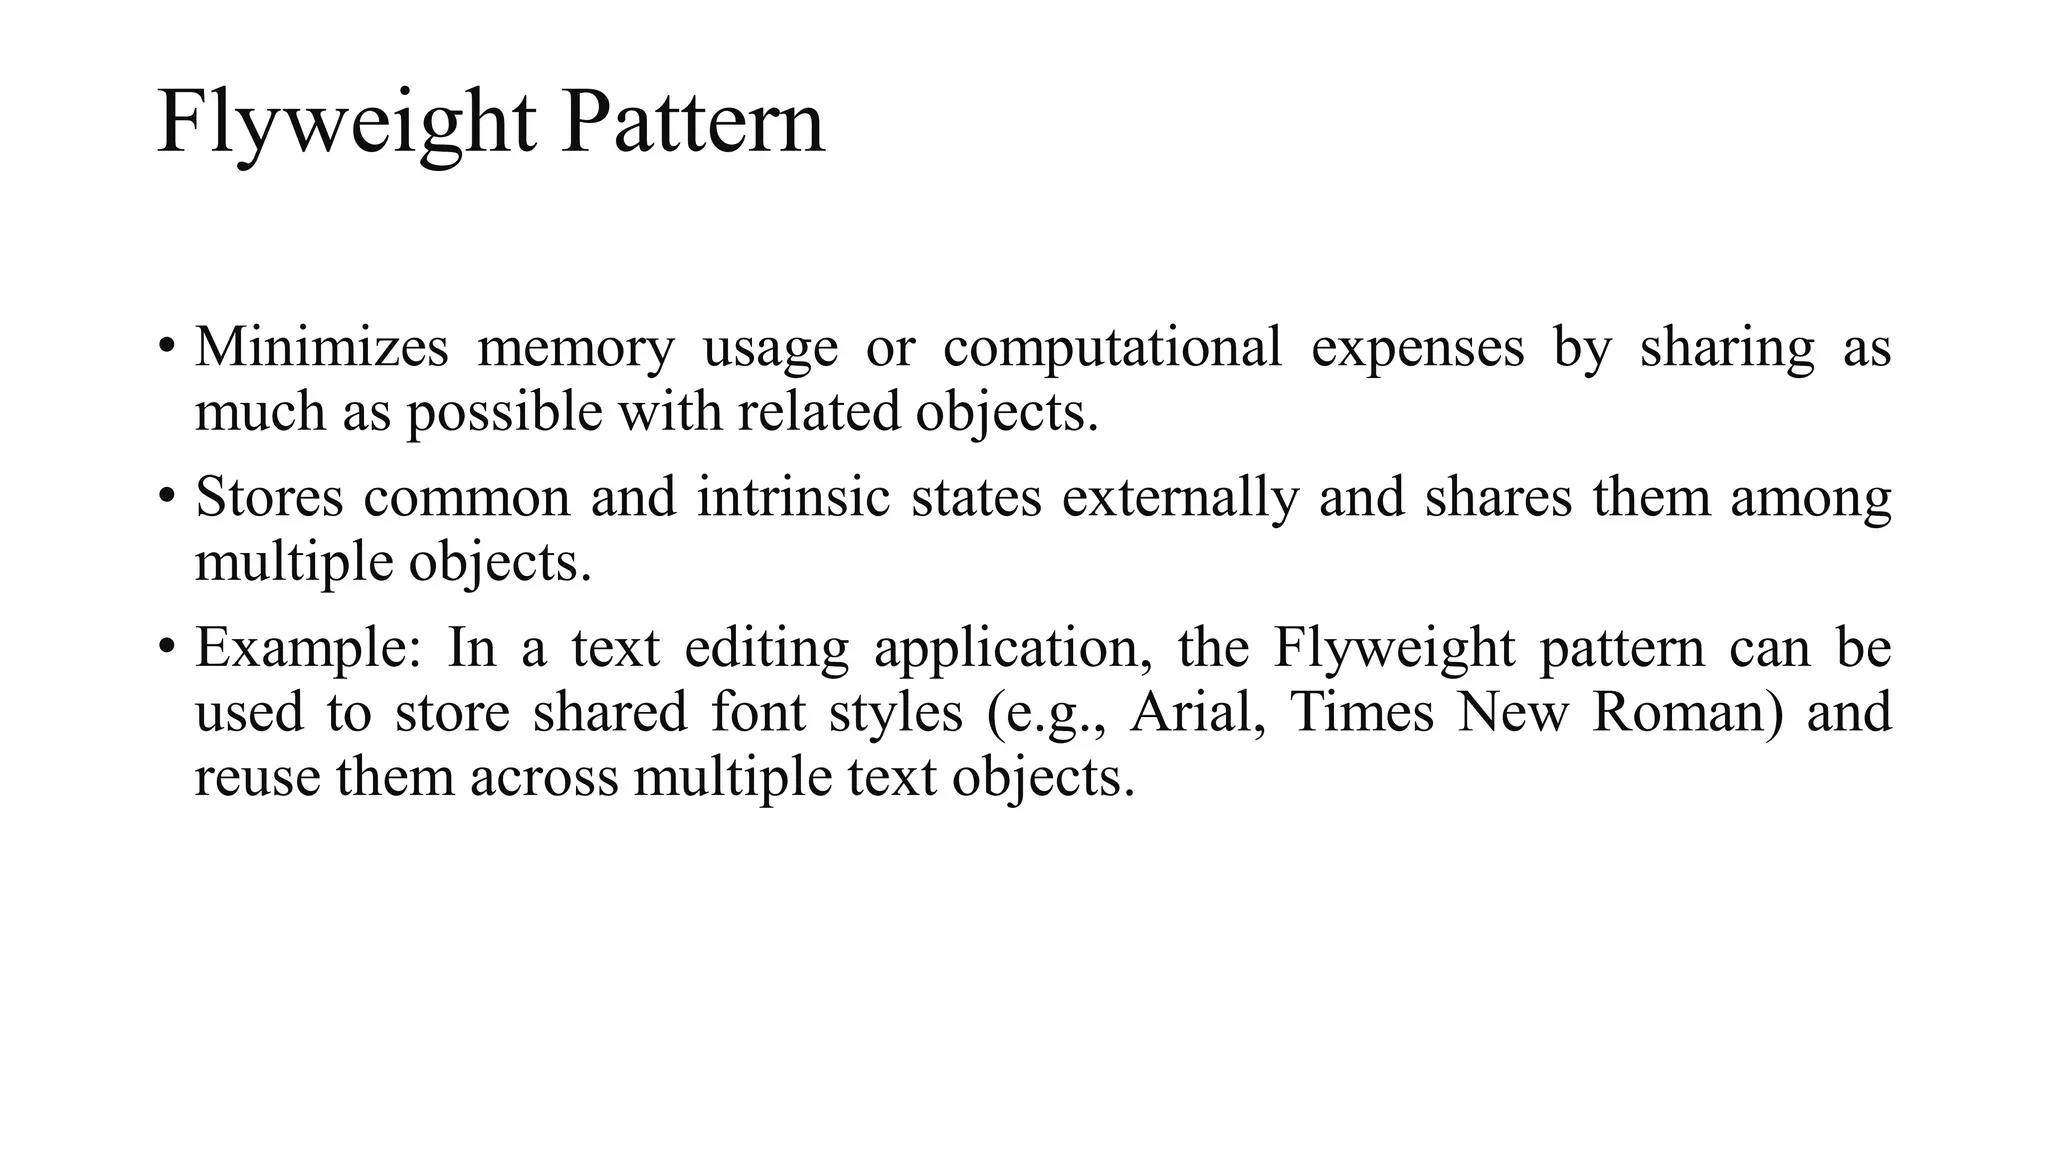 Flyweight Pattern
• Minimizes memory usage or computational expenses by sharing as
much as possible with related objects.
• Stores common and intrinsic states externally and shares them among
multiple objects.
• Example: In a text editing application, the Flyweight pattern can be
used to store shared font styles (e.g., Arial, Times New Roman) and
reuse them across multiple text objects.